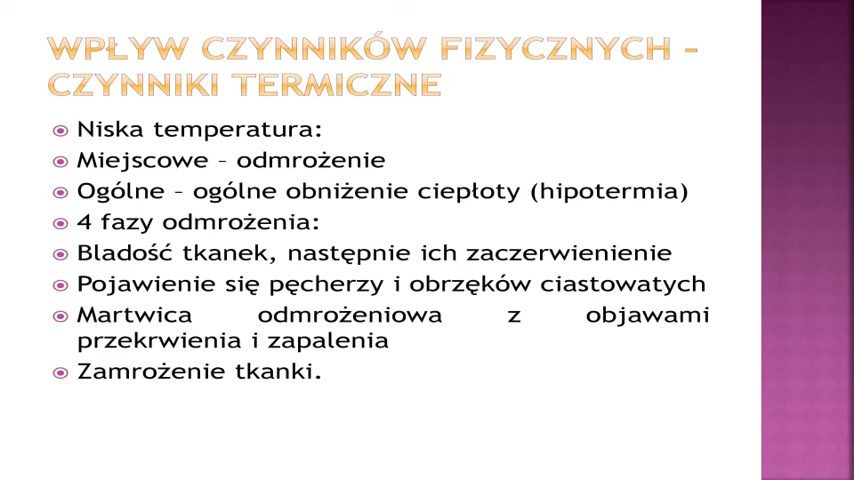 WPŁYW CZYNNIKÓW FIZYCZNYCH –
CZYNNIKI TERMICZNE
Niska temperatura:
Miejscowe – odmrożenie
Ogólne – ogólne obniżenie ciepłoty (hipotermia)
4 fazy odmrożenia:
Bladość tkanek, następnie ich zaczerwienienie
Pojawienie się pęcherzy i obrzęków ciastowatych
Martwica odmrożeniowa z objawami
przekrwienia i zapalenia
Zamrożenie tkanki.